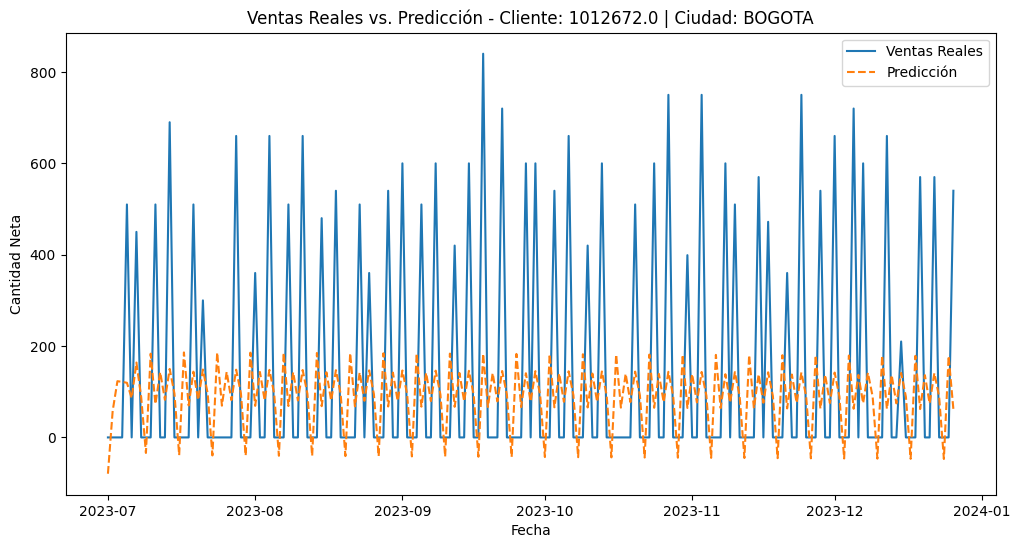 Ventas Reales vs. Predicción - Cliente: 1012672.0 | Ciudad: BOGOTA
Ventas Reales
Predicción
Cantidad Neta
800
600
400
200
0
2023-07
2023-08
2023-09
2023-10
2023-11
2023-12
2024-01
Fecha